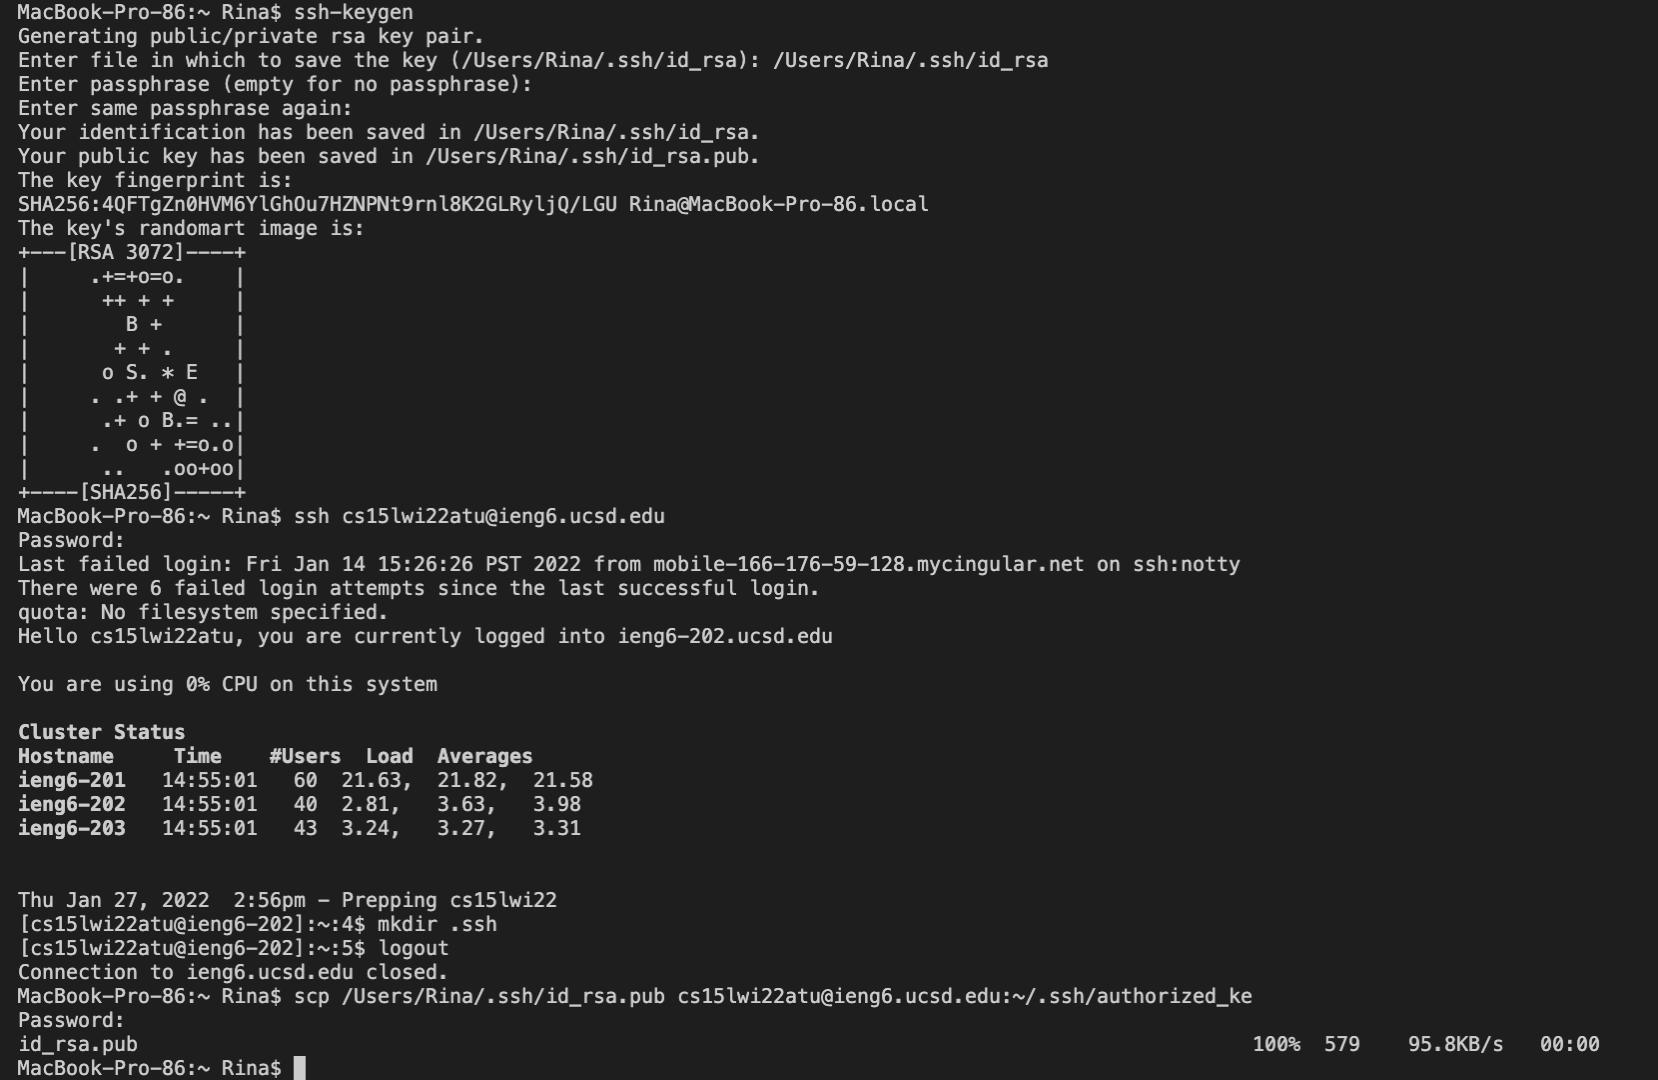 MacBook-Pro-86:~ Rina$ ssh-keygen
Generating public/private rsa key pair.
Enter file in which to save the key (/Users/Rina/.ssh/id_rsa): /Users/Rina/.ssh/id_rsa
Enter passphrase (empty for no passphrase):
Enter same passphrase again:
Your identification has been saved in /Users/Rina/.ssh/id_rsa.
Your public key has been saved in /Users/Rina/.ssh/id_rsa.pub.
The key fingerprint is:
SHA256:4QFTgZn0HVM6YlGhOu7HZNPNt9rnl8K2GLRyljQ/LGU Rina@MacBook-Pro-86.local
The key's randomart image is:
+---[RSA 3072]----+
|     .+=+o=o.    |
|      ++ + +     |
|        B +      |
|       + + .     |
|      o S. * E   |
|     . .+ + @ .  |
|      .+ o B.= ..|
|     .  o + +=o.o|
|      ..   .oo+oo|
+----[SHA256]-----+
MacBook-Pro-86:~ Rina$ ssh cs15lwi22atu@ieng6.ucsd.edu
Password:
Last failed login: Fri Jan 14 15:26:26 PST 2022 from mobile-166-176-59-128.mycingular.net on ssh:notty
There were 6 failed login attempts since the last successful login.
quota: No filesystem specified.
Hello cs15lwi22atu, you are currently logged into ieng6-202.ucsd.edu
You are using 0% CPU on this system
Cluster Status
Hostname     Time    #Users  Load  Averages
ieng6-201   14:55:01   60  21.63,  21.82,  21.58
ieng6-202   14:55:01   40  2.81,   3.63,   3.98
ieng6-203   14:55:01   43  3.24,   3.27,   3.31
Thu Jan 27, 2022  2:56pm - Prepping cs15lwi22
[cs15lwi22atu@ieng6-202]:~:4$ mkdir .ssh
[cs15lwi22atu@ieng6-202]:~:5$ logout
Connection to ieng6.ucsd.edu closed.
MacBook-Pro-86:~ Rina$ scp /Users/Rina/.ssh/id_rsa.pub cs15lwi22atu@ieng6.ucsd.edu:~/.ssh/authorized_ke
Password:
id_rsa.pub 100%  579    95.8KB/s   00:00
MacBook-Pro-86:~ Rina$